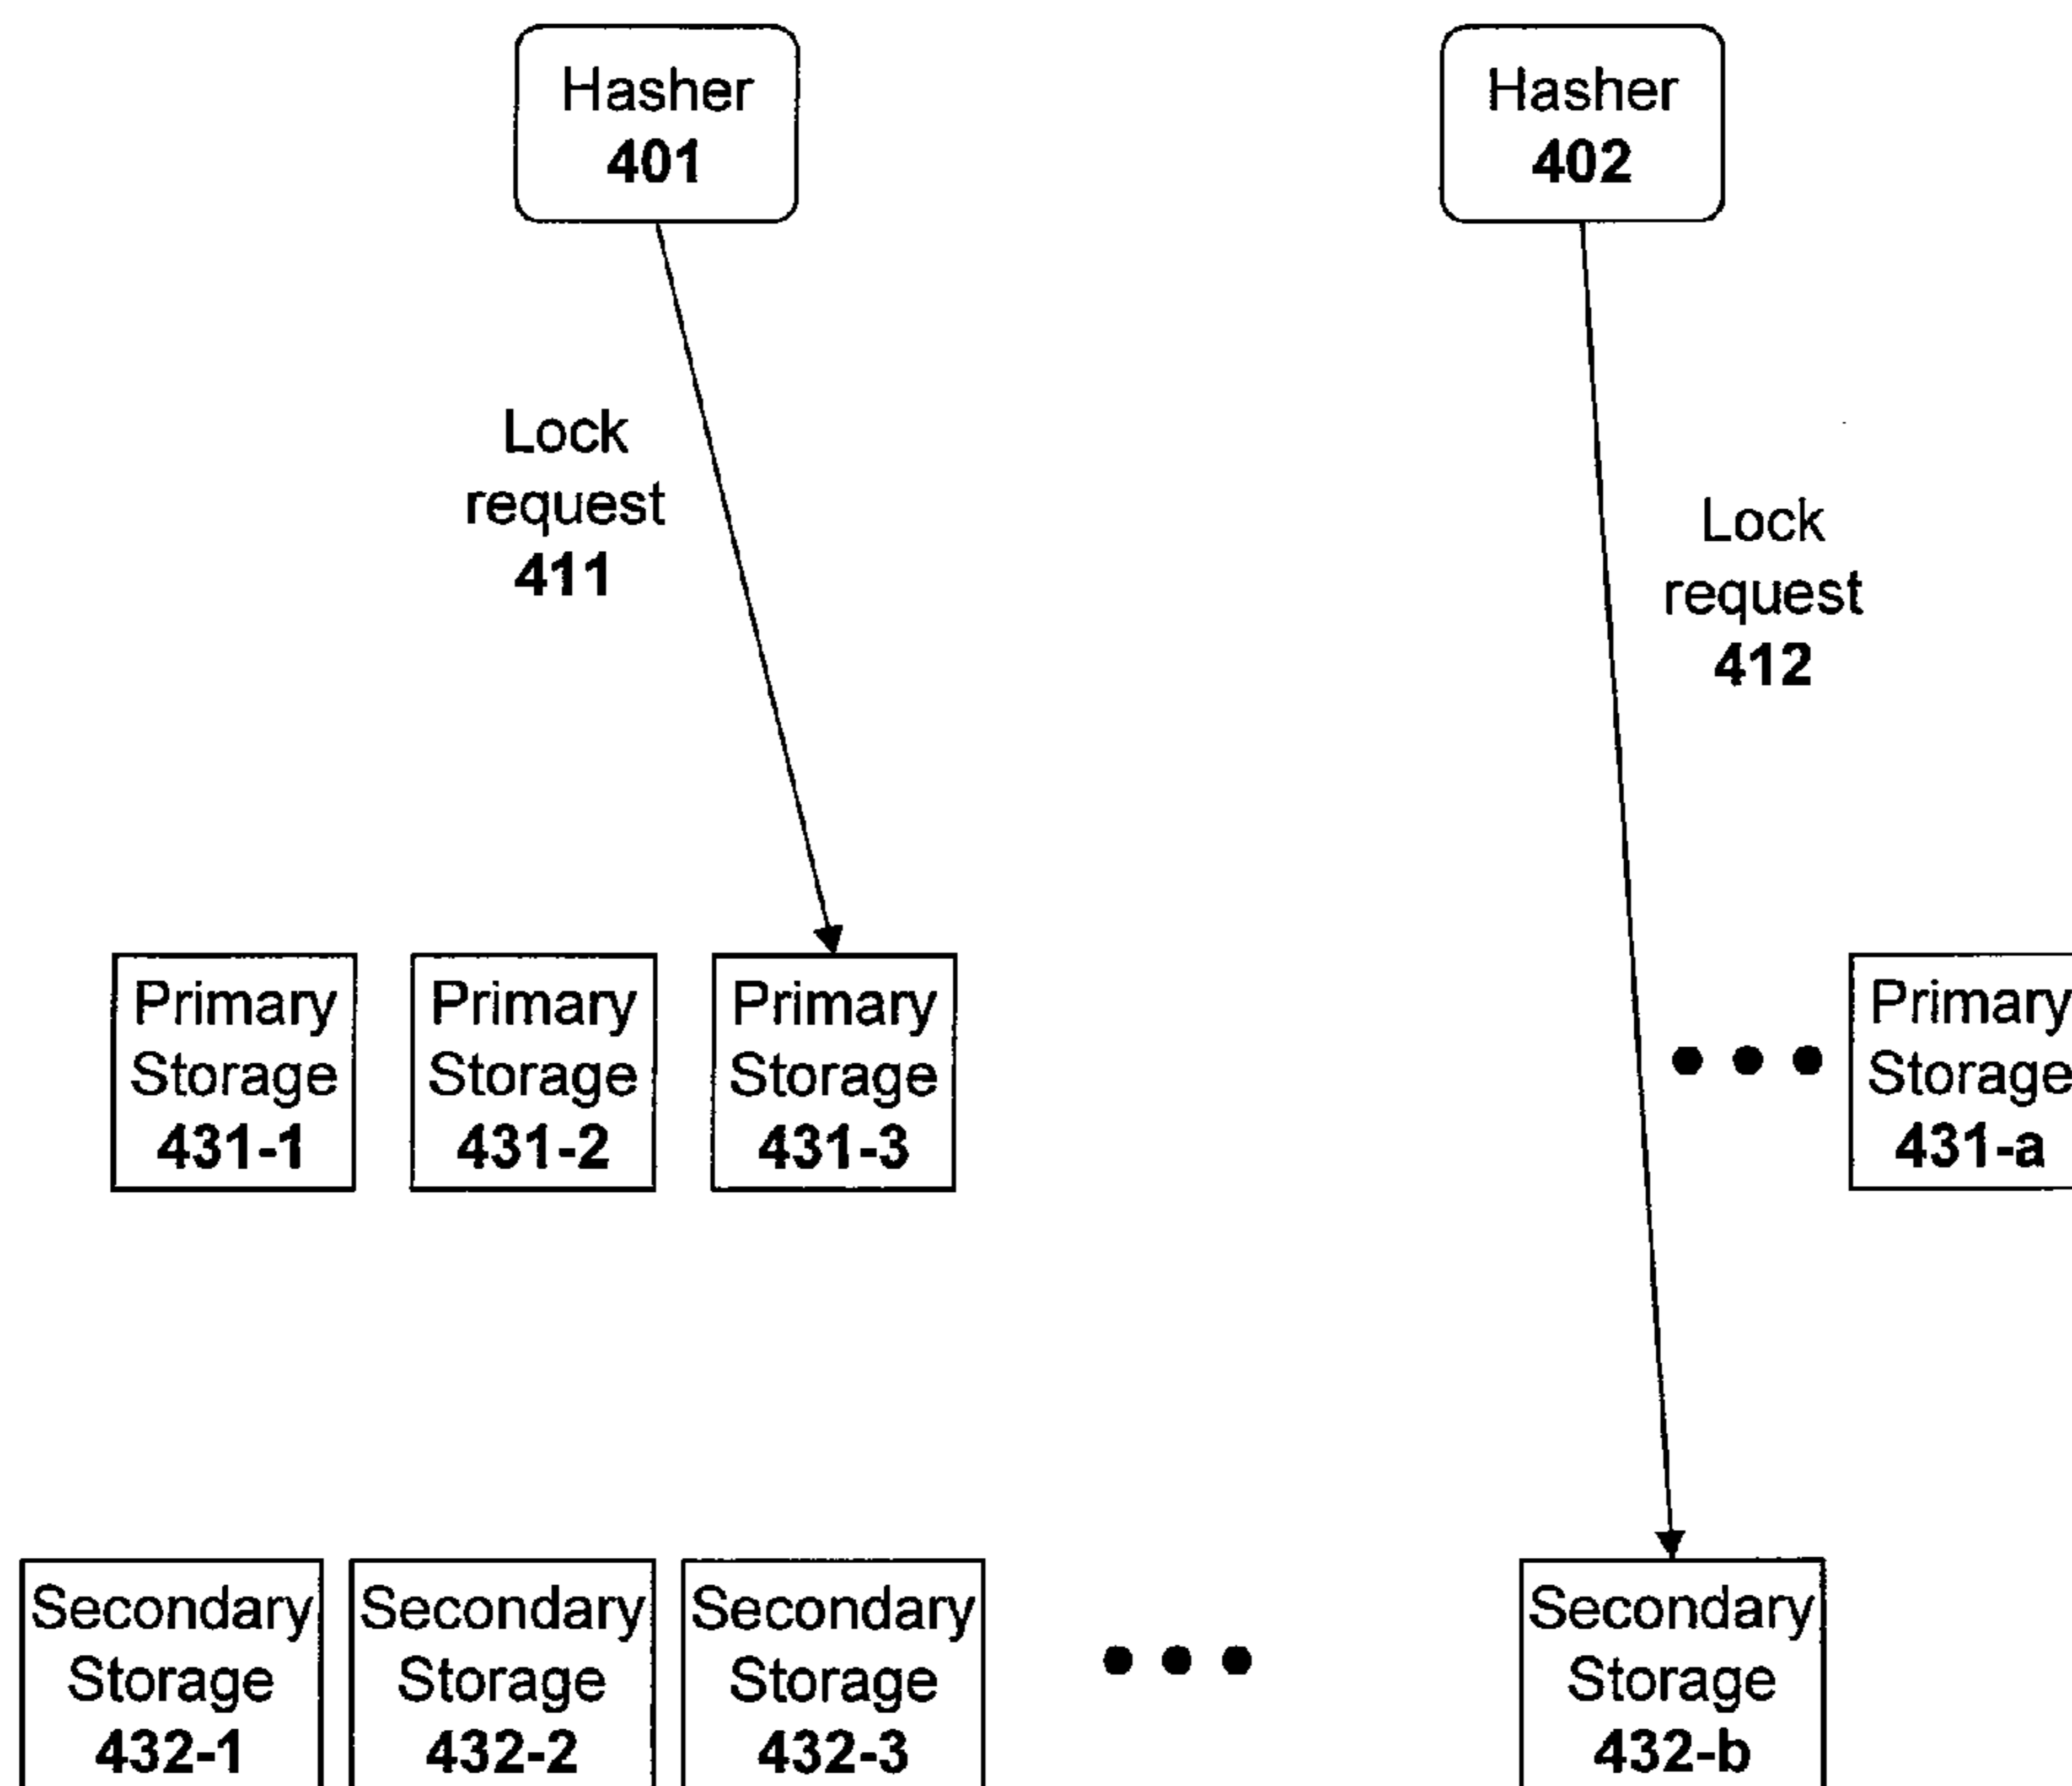 Hasher
401
Hasher
402
Lock
request
411
Lock
request
412
Primary
Storage
431-1
Primary
Storage
431-2
Primary
Storage
431-3
Primary
Storage
431-a
Secondary
Storage
432-1
Secondary
Storage
432-2
Secondary
Storage
432-3
Secondary
Storage
432-b